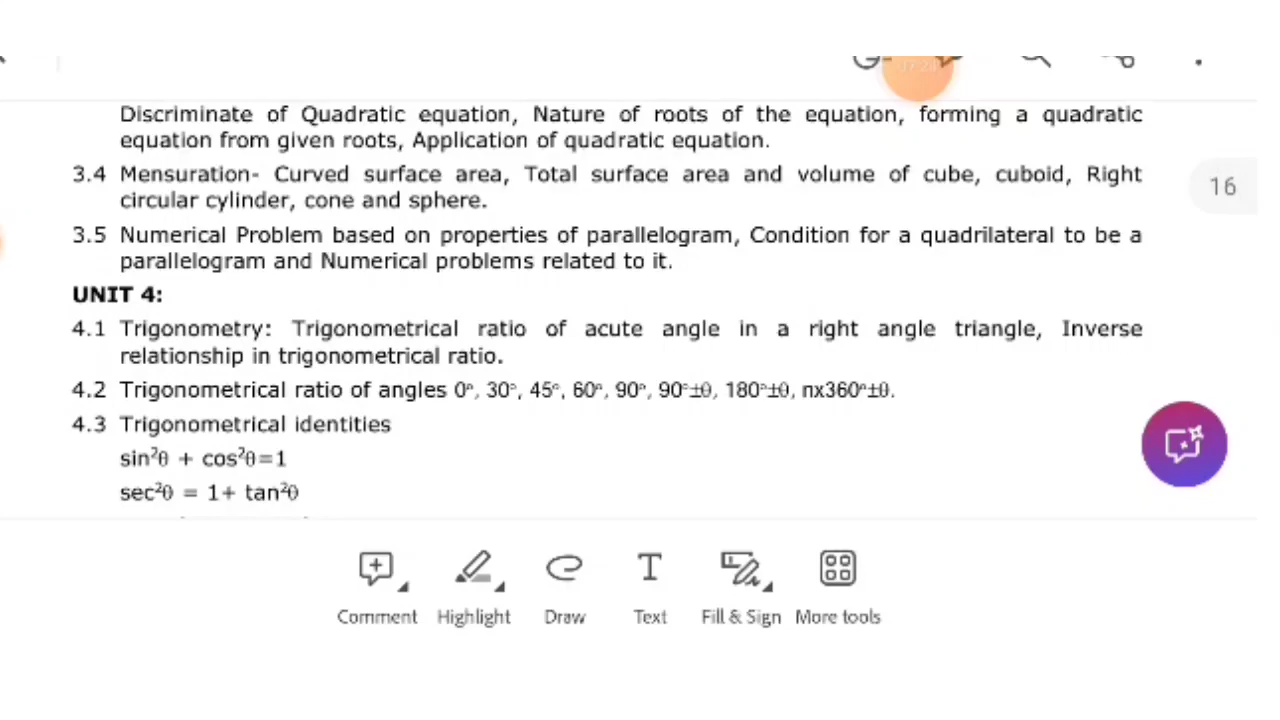 Discriminate of Quadratic equation, Nature of roots of the equation, forming a quadratic
equation from given roots, Application of quadratic equation.
16
3.4 Mensuration- Curved surface area, Total surface area and volume of cube, cuboid, Right
circular cylinder, cone and sphere.
3.5 Numerical Problem based on properties of parallelogram, Condition for a quadrilateral to be a
parallelogram and Numerical problems related to it.
UNIT 4:
4.1 Trigonometry: Trigonometrical ratio of acute angle in a right angle triangle, Inverse
relationship in trigonometrical ratio.
4.2 Trigonometrical ratio of angles 0°, 30°, 45°, 60°, 90°, 90°±θ, 180°±θ, nx360°±θ.
4.3 Trigonometrical identities
sin²θ + cos²θ=1
sec²θ = 1+ tan²θ
Comment Highlight Draw Text Fill & Sign More tools